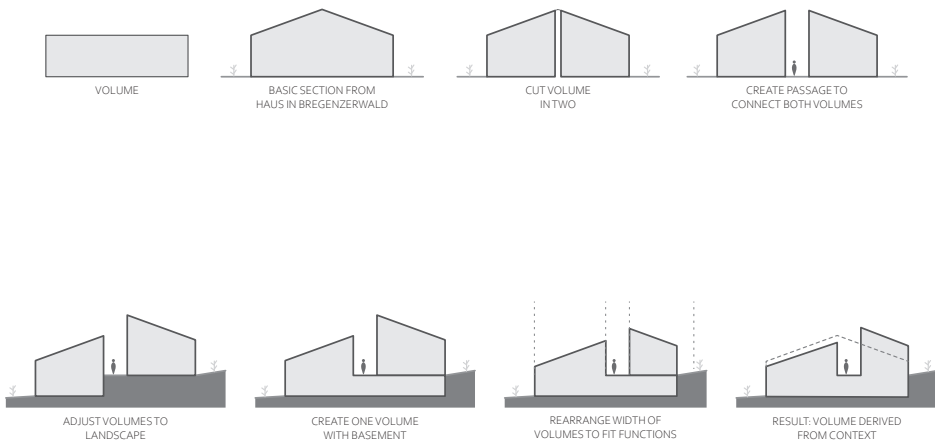 VOLUME
BASIC SECTION FROM
HAUS IN BREGENZERWALD
CUT VOLUME
IN TWO
CREATE PASSAGE TO
CONNECT BOTH VOLUMES
ADJUST VOLUMES TO
LANDSCAPE
CREATE ONE VOLUME
WITH BASEMENT
REARRANGE WIDTH OF
VOLUMES TO FIT FUNCTIONS
RESULT: VOLUME DERIVED
FROM CONTEXT